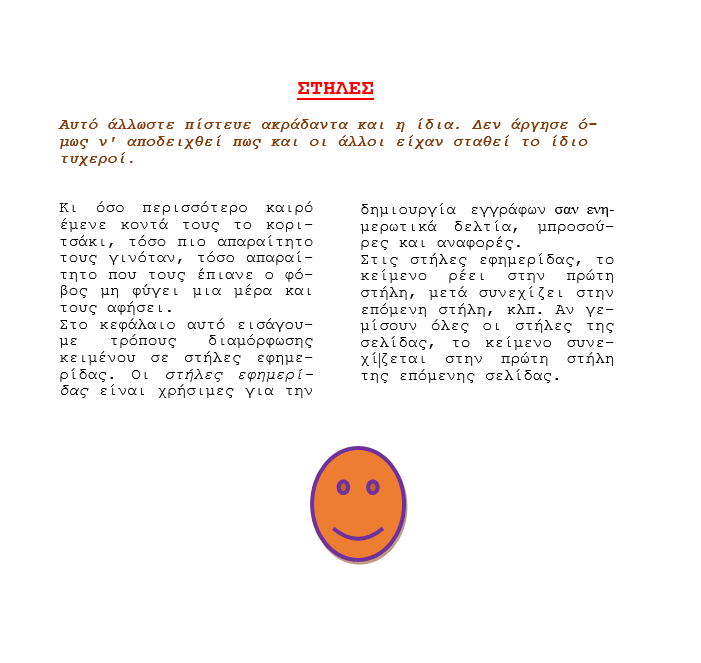 ΣΤΗΛΕΣ
Αυτό άλλωστε πίστευε ακράδαντα και η ίδια. Δεν άργησε ό-
μως ν' αποδειχθεί πως και οι άλλοι είχαν σταθεί το ίδιο
τυχεροί.
Κι όσο περισσότερο καιρό
έμενε κοντά τους το κορι-
τσάκι, τόσο πιο απαραίτητο
τους γινόταν, τόσο απαραί-
τητο που τους έπιανε ο φό-
βος μη φύγει μια μέρα και
τους αφήσει.
Στο κεφάλαιο αυτό εισάγου-
με τρόπους διαμόρφωσης
κειμένου σε στήλες εφημε-
ρίδας. Οι στήλες εφημερί-
δας είναι χρήσιμες για την
δημιουργία εγγράφων σαν ενη-
μερωτικά δελτία, μπροσού-
ρες και αναφορές.
Στις στήλες εφημερίδας, το
κείμενο ρέει στην πρώτη
στήλη, μετά συνεχίζει στην
επόμενη στήλη, κλπ. Αν γε-
μίσουν όλες οι στήλες της
σελίδας, το κείμενο συνε-
χίζεται στην πρώτη στήλη
της επόμενης σελίδας.